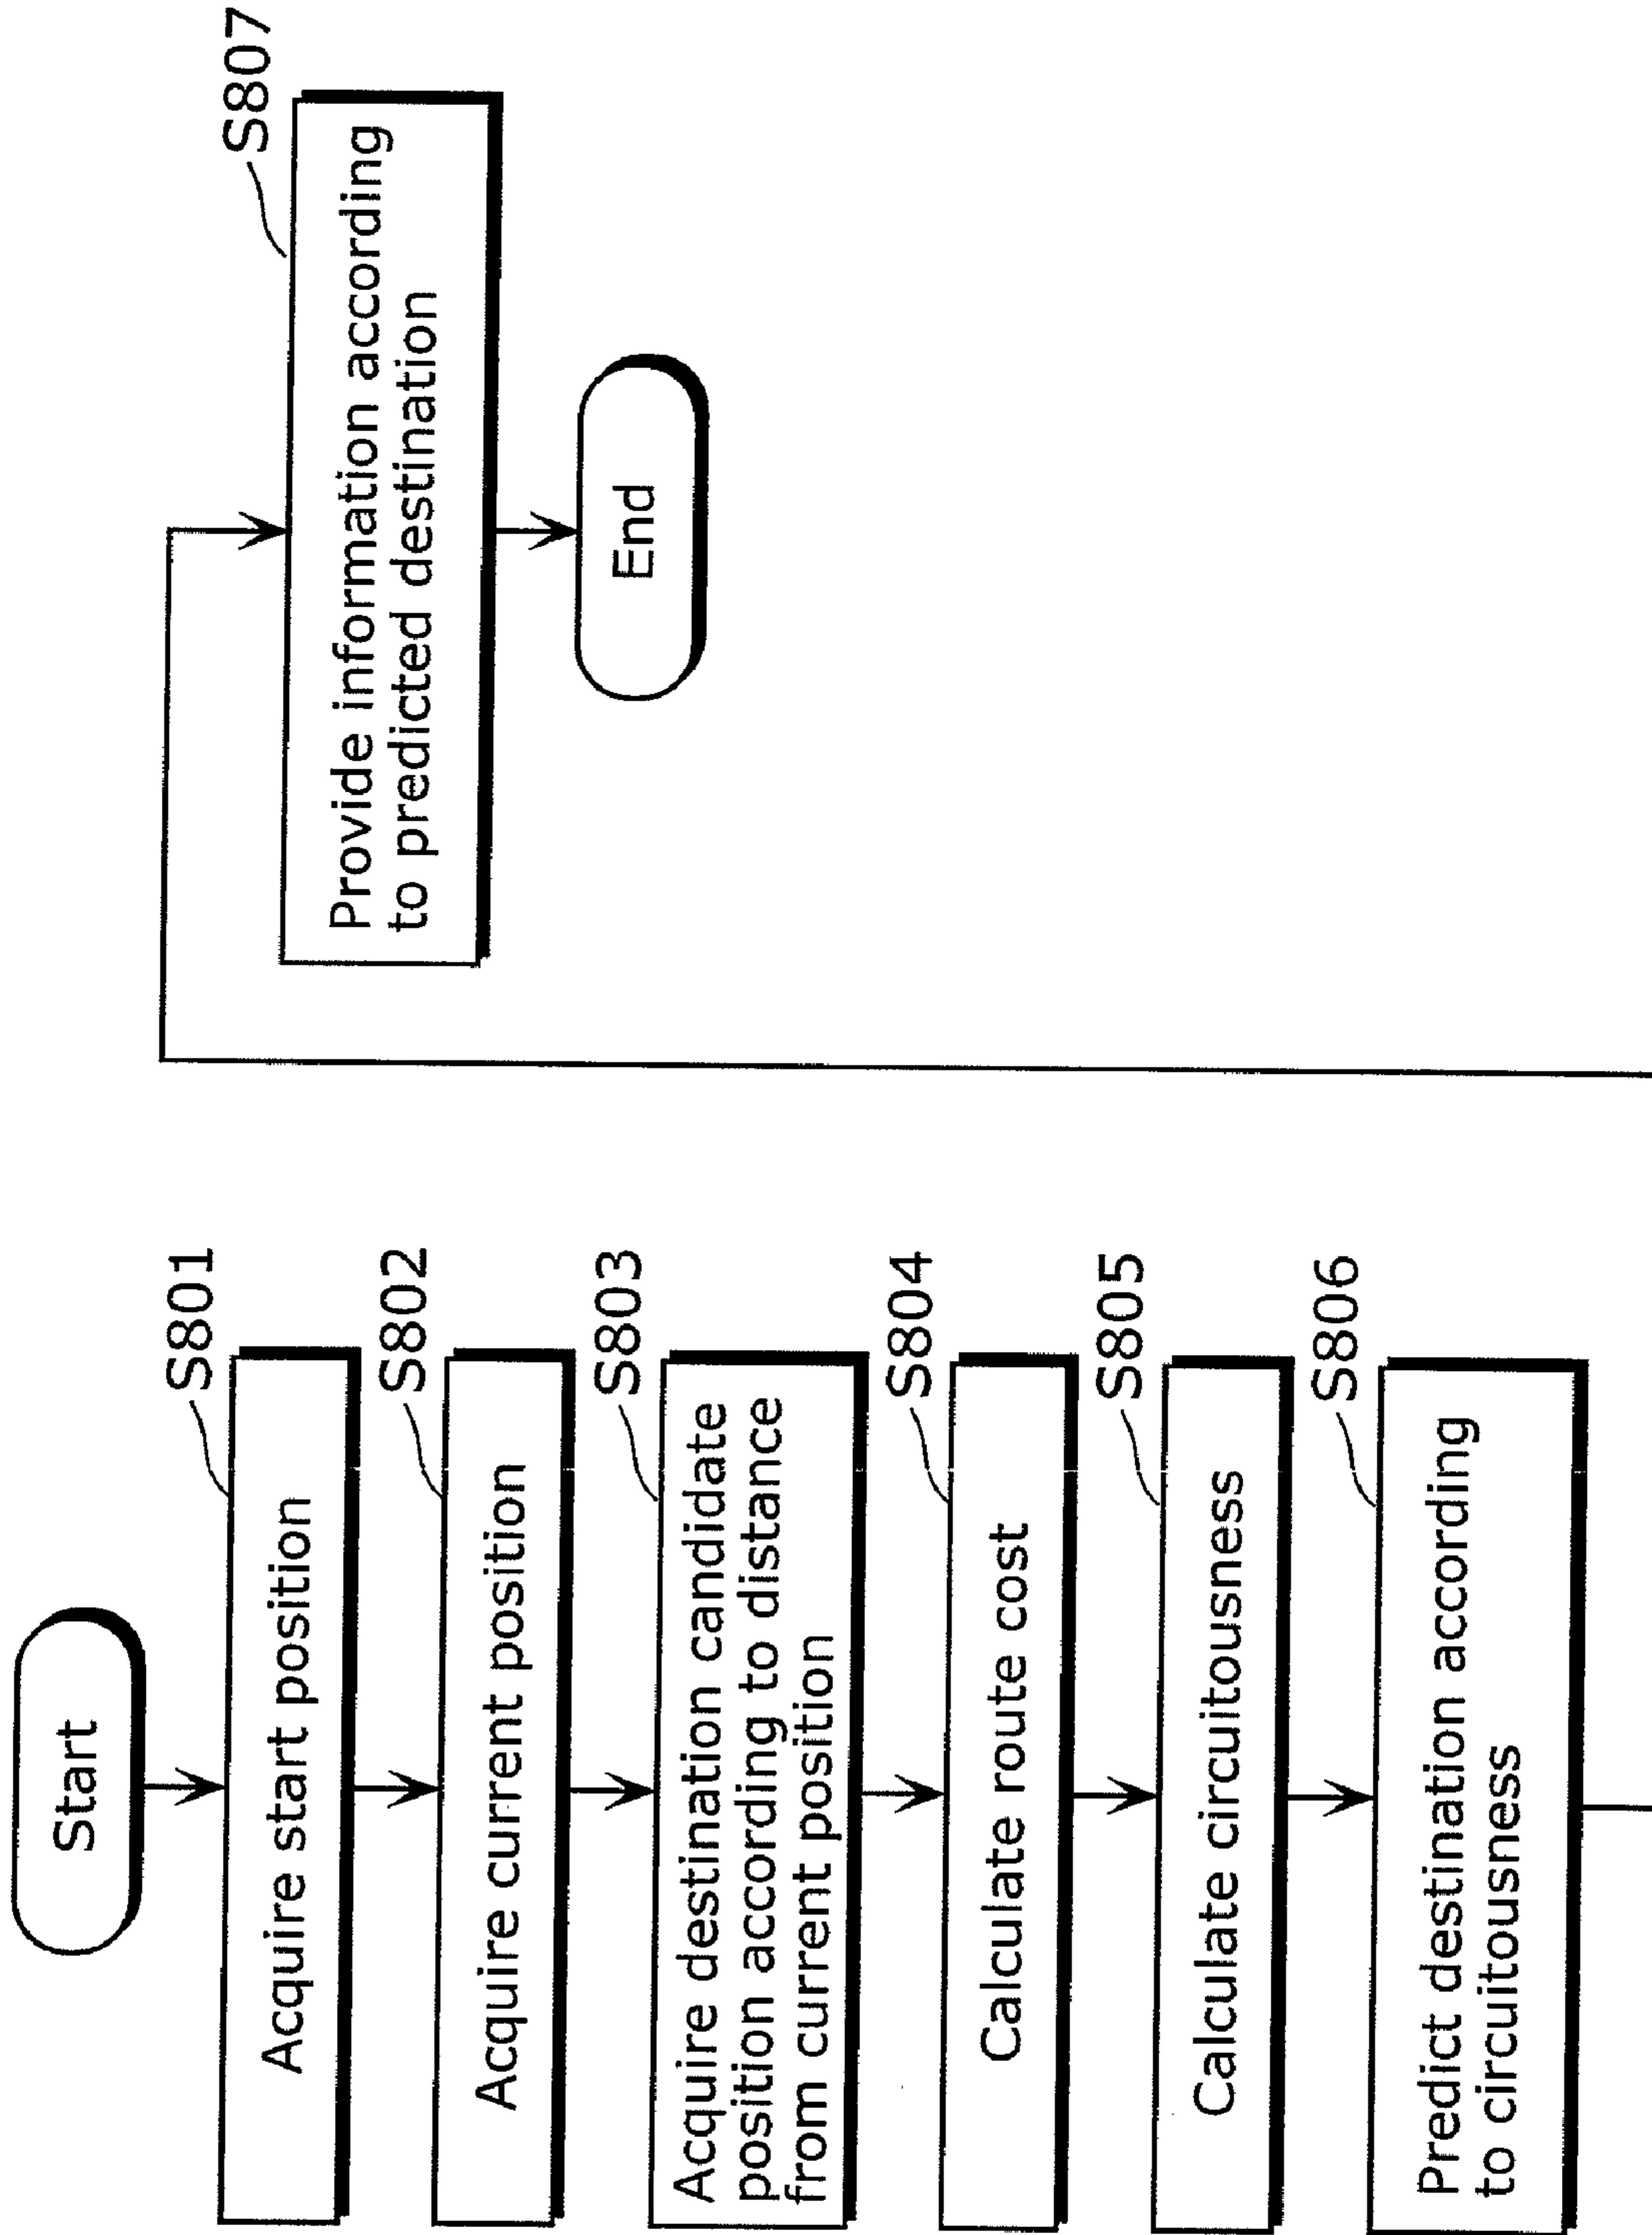 Start
S801
Acquire start position
S802
Acquire current position
S803
Acquire destination candidate
position according to distance
from current position
S804
Calculate route cost
S805
Calculate circuitousness
S806
Predict destination according
to circuitousness
S807
Provide information according
to predicted destination
End